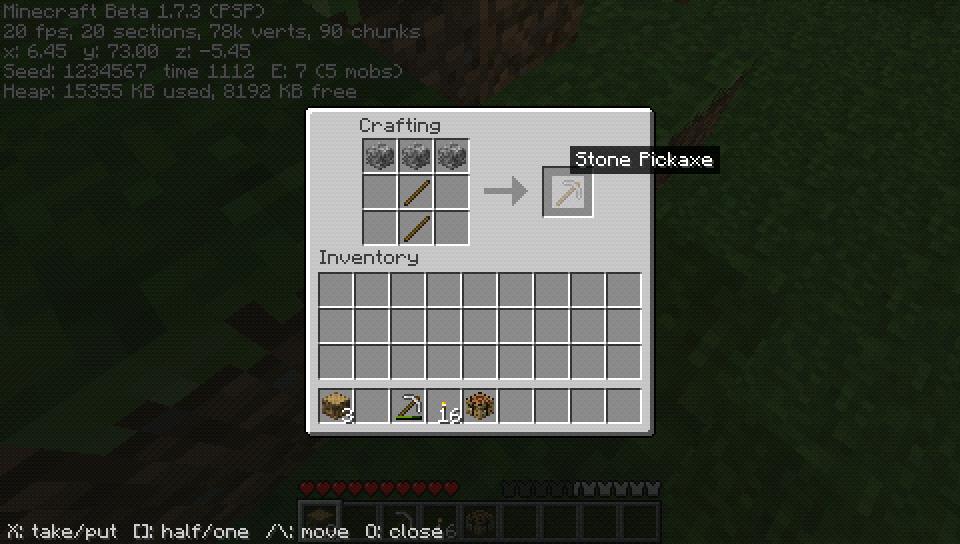 Minecraft Beta 1.7.3 (PSP)
20 fps, 20 sections, 78k verts, 90 chunks
x: 6.45 y: 73.00 z: -5.45
Seed: 1234567 time 1112 E: 7 (5 mobs)
Heap: 15355 KB used, 8192 KB free
Crafting
Stone Pickaxe
Inventory
3
16
X: take/put []: half/one /\: move O: close